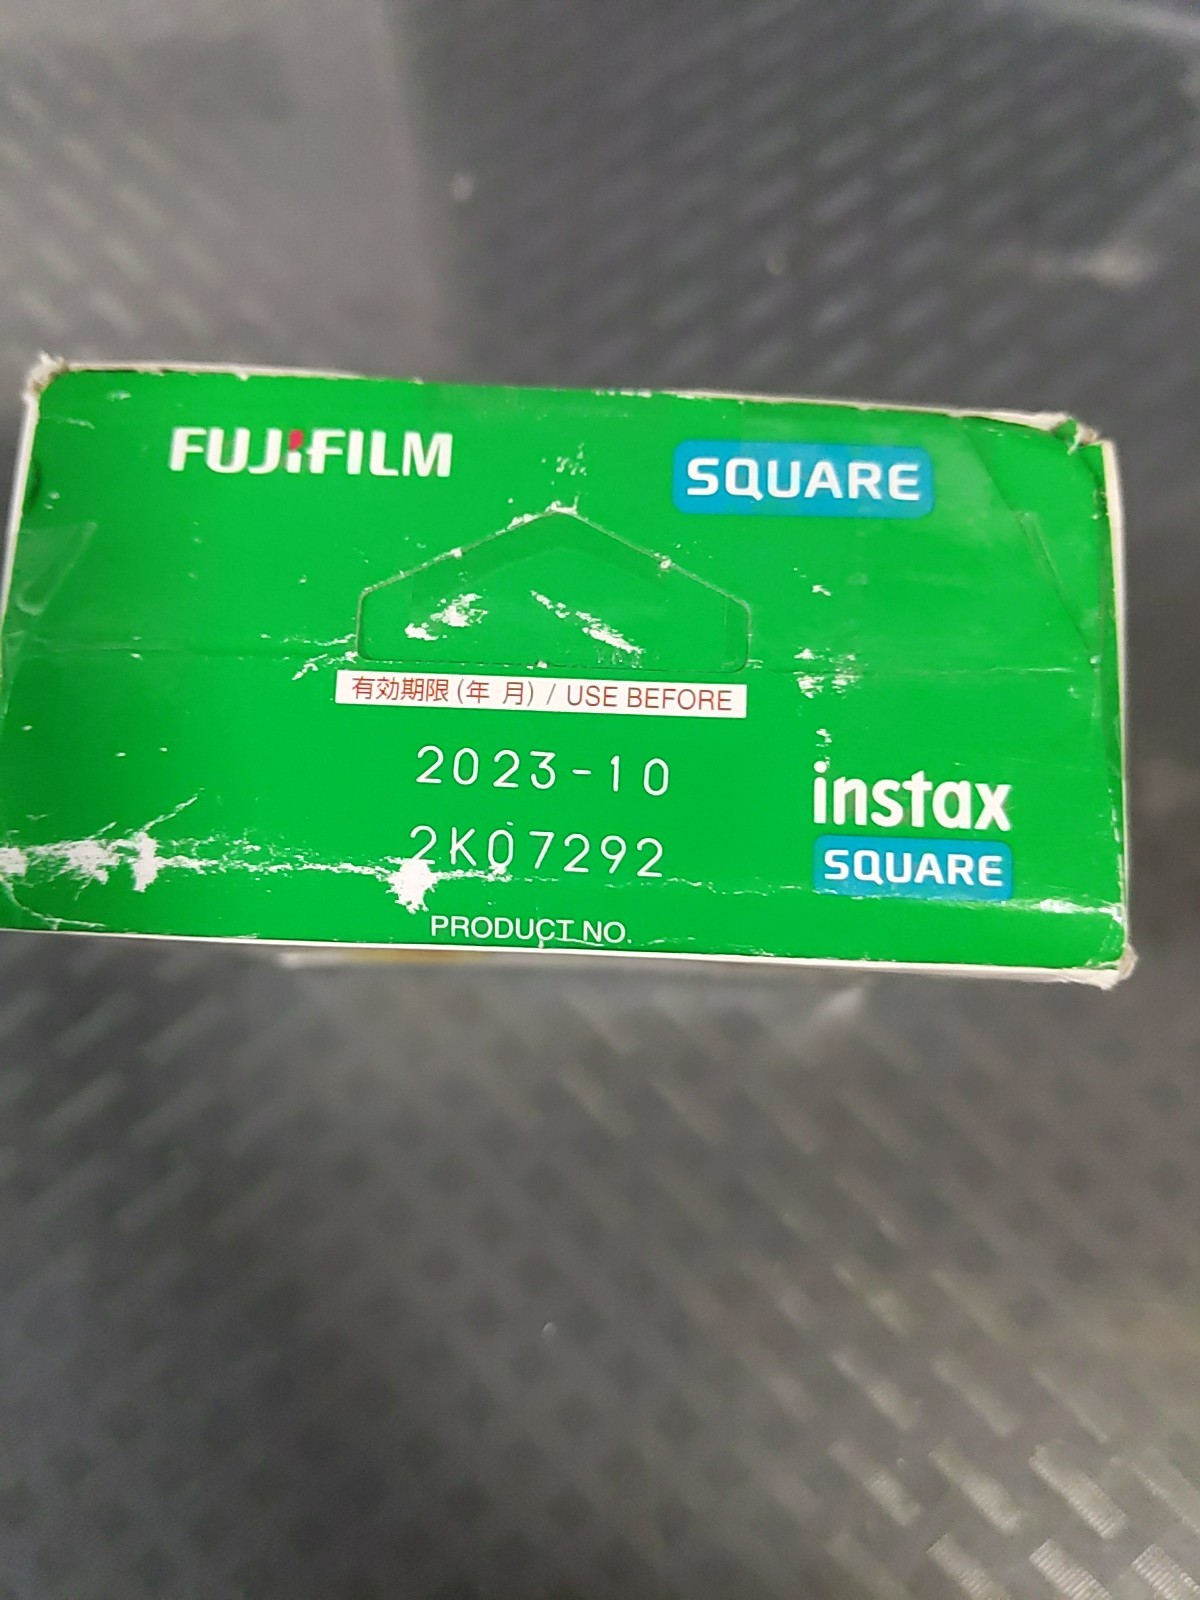 FUJIFILM
SQUARE
有効期限 (年 月) / USE BEFORE
2023-10
2K07292
PRODUCT NO.
instax
SQUARE